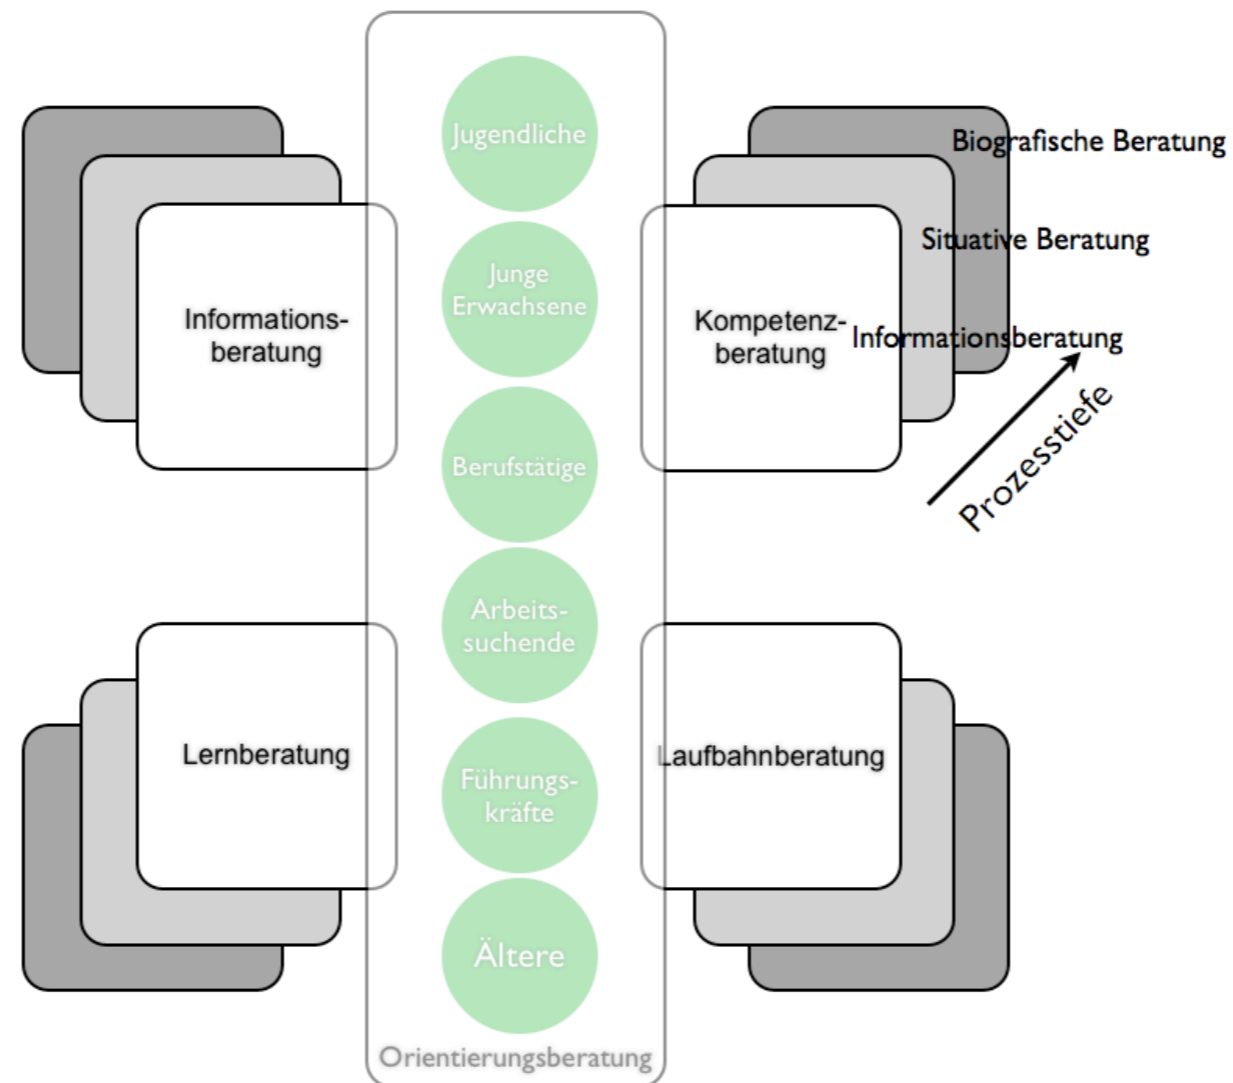 Jugendliche
Biografische Beratung
Junge
Erwachsene
Situative Beratung
Informations-
beratung
Kompetenz-
beratung
Informationsberatung
Prozesstiefe
Berufstätige
Arbeits-
suchende
Lernberatung
Laufbahnberatung
Führungs-
kräfte
Ältere
Orientierungsberatung